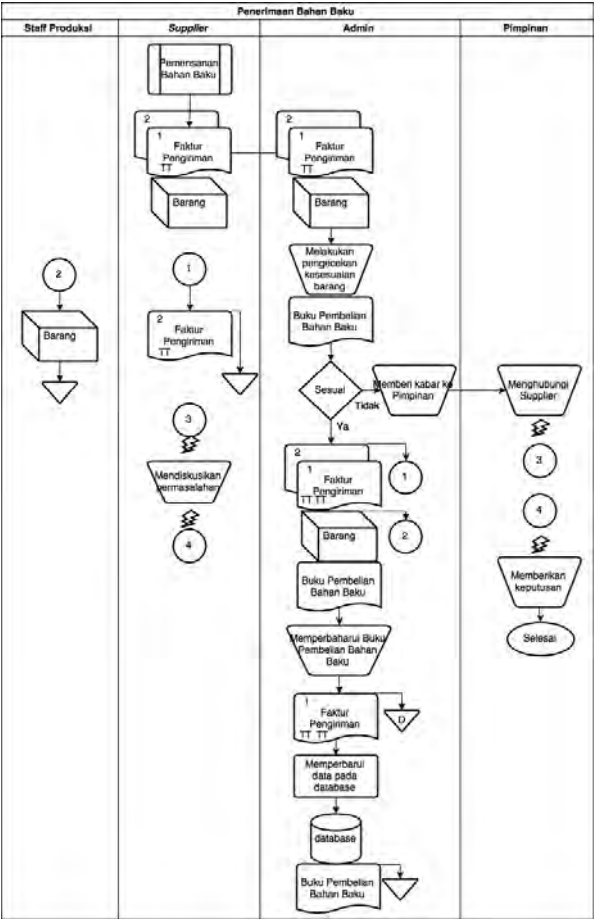 Penerimaan Bahan Baku
Staff Produksi
Supplier
Admin
Pimpinan
Pemensanan
Bahan Baku
2
1
Faktur
Pengiriman
TT
Barang
2
1
Faktur
Pengiriman
TT
Barang
Melakukan
pengecekan
kesesuaian
barang
Buku Pembelian
Bahan Baku
2
Barang
1
2
Faktur
Pengiriman
TT
Sesuai
Tidak
Ya
Memberi kabar ke
Pimpinan
Menghubungi
Supplier
3
3
Mendiskusikan
permasalahan
4
4
Memberikan
keputusan
Selesai
2
1
Faktur
Pengiriman
TT TT
1
Barang
2
Buku Pembelian
Bahan Baku
Memperbaharui Buku
Pembelian Bahan
Baku
1
Faktur
Pengiriman
TT TT
D
Memperbarui
data pada
database
database
Buku Pembelian
Bahan Baku